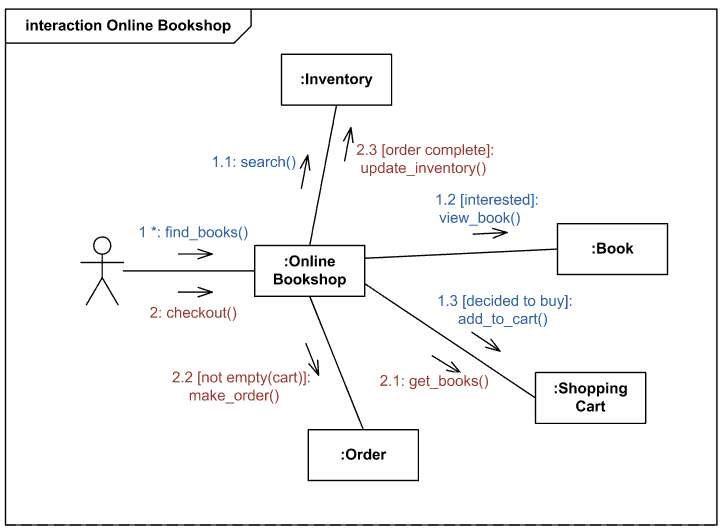 interaction Online Bookshop
:Inventory
1.1: search()
2.3 [order complete]:
update_inventory()
1.2 [interested]:
view_book()
1 *: find_books()
:Online
Bookshop
:Book
2: checkout()
1.3 [decided to buy]:
add_to_cart()
2.2 [not empty(cart)]:
make_order()
2.1: get_books()
:Shopping
Cart
:Order